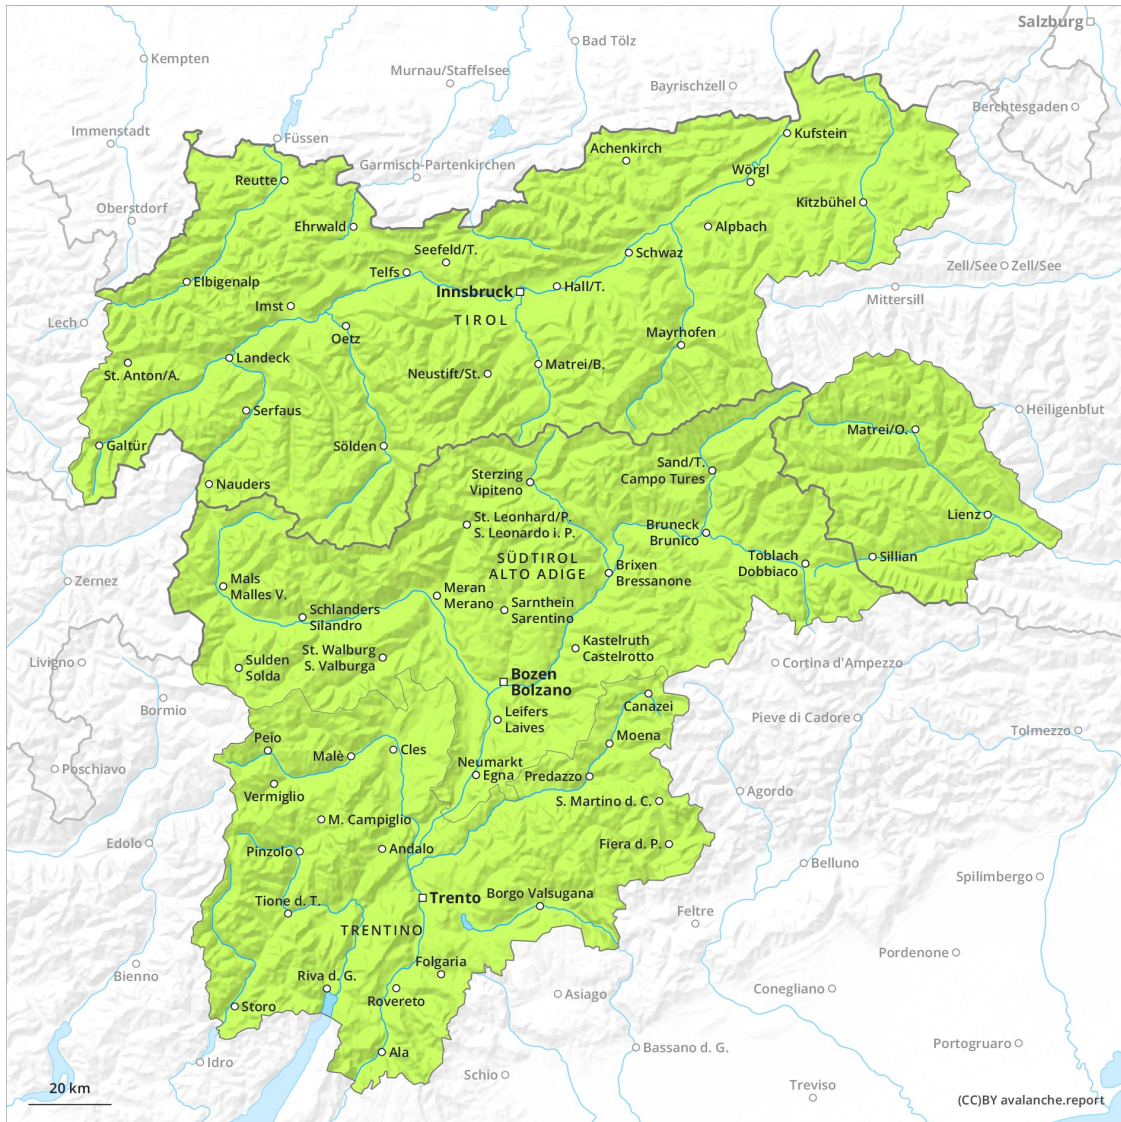 Salzburg
Bad Tölz
Kempten
Murnau/Staffelsee
Bayrischzell
Berchtesgaden
Immenstadt
Füssen
Kufstein
Achenkirch
Garmisch-Partenkirchen
Wörgl
Reutte
Kitzbühel
Oberstdorf
Ehrwald
Alpbach
Seefeld/T.
Schwaz
Telfs
Zell/See
Zell/See
Elbigenalp
Hall/T.
Innsbruck
Mittersill
Imst
Lech
TIROL
Oetz
Mayrhofen
Landeck
Matrei/B.
St. Anton/A.
Neustift/St.
Serfaus
Heiligenblut
Matrei/O.
Galtür
Sölden
Sand/T.
Campo Tures
Sterzing
Vipiteno
Nauders
Lienz
St. Leonhard/P.
S. Leonardo i. P.
Bruneck
Brunico
SÜDTIROL
ALTO ADIGE
Toblach
Dobbiaco
Sillian
Brixen
Bressanone
Zernez
Mals
Malles V.
Meran
Merano
Schlanders
Silandro
Sarnthein
Sarentino
Kastelruth
Castelrotto
St. Walburg
S. Valburga
Livigno
Sulden
Solda
Cortina d'Ampezzo
Bozen
Bolzano
Bormio
Canazei
Leifers
Laives
Pieve di Cadore
Tolmezzo
Moena
Peio
Malè
Cles
Neumarkt
Egna
Predazzo
Poschiavo
Vermiglio
Agordo
S. Martino d. C.
M. Campiglio
Edolo
Pinzolo
Andalo
Fiera d. P.
Belluno
Spilimbergo
Trento
Borgo Valsugana
Tione d. T.
Feltre
TRENTINO
Pordenone
Folgaria
Bienno
Riva d. G.
Conegliano
Asiago
Rovereto
Storo
Portogruaro
Bassano d. G.
Ala
Idro
Schio
Treviso
20 km
(CC)BY avalanche.report